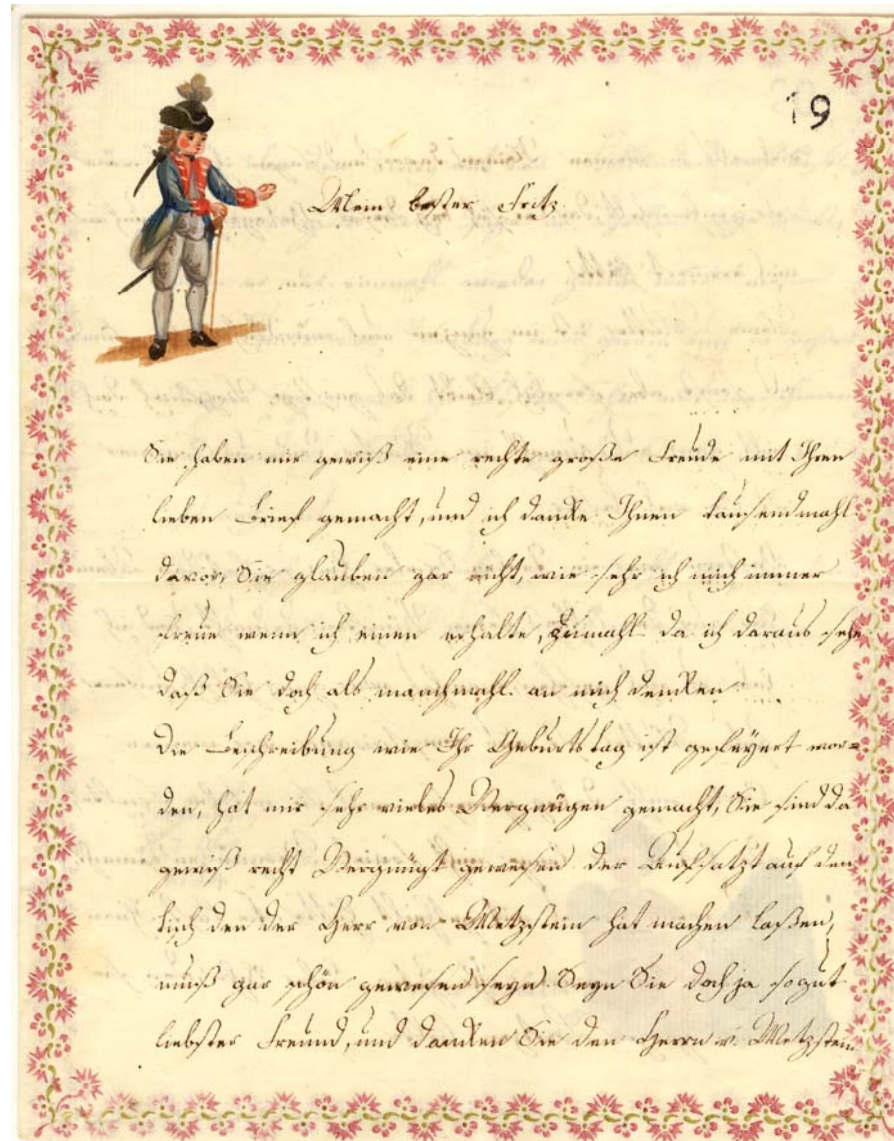 19
Mein bester Fritz.
Sie haben mir gewiß eine rechte große Freude mit Ihren
lieben Brief gemacht, und ich danke Ihnen tausendmahl
davor, Sie glauben gar nicht, wie sehr ich mich immer
freue wenn ich einen erhalte, zumahl da ich daraus sehe
daß Sie doch als manchmahl an mich denken.
Die Beschreibung wie Ihr Geburtstag ist gefeyert wor=
den, hat mir sehr vieles Vergnügen gemacht, Sie sind da
gewiß recht Vergnügt gewesen. Der Aufsatzt auf den
tisch den der Herr von Metzstein hat machen laßen,
muß gar schön gewesen seyn. Seyn Sie doch ja so gut
liebster Freund, und danken Sie den Herrn v. Metzstein